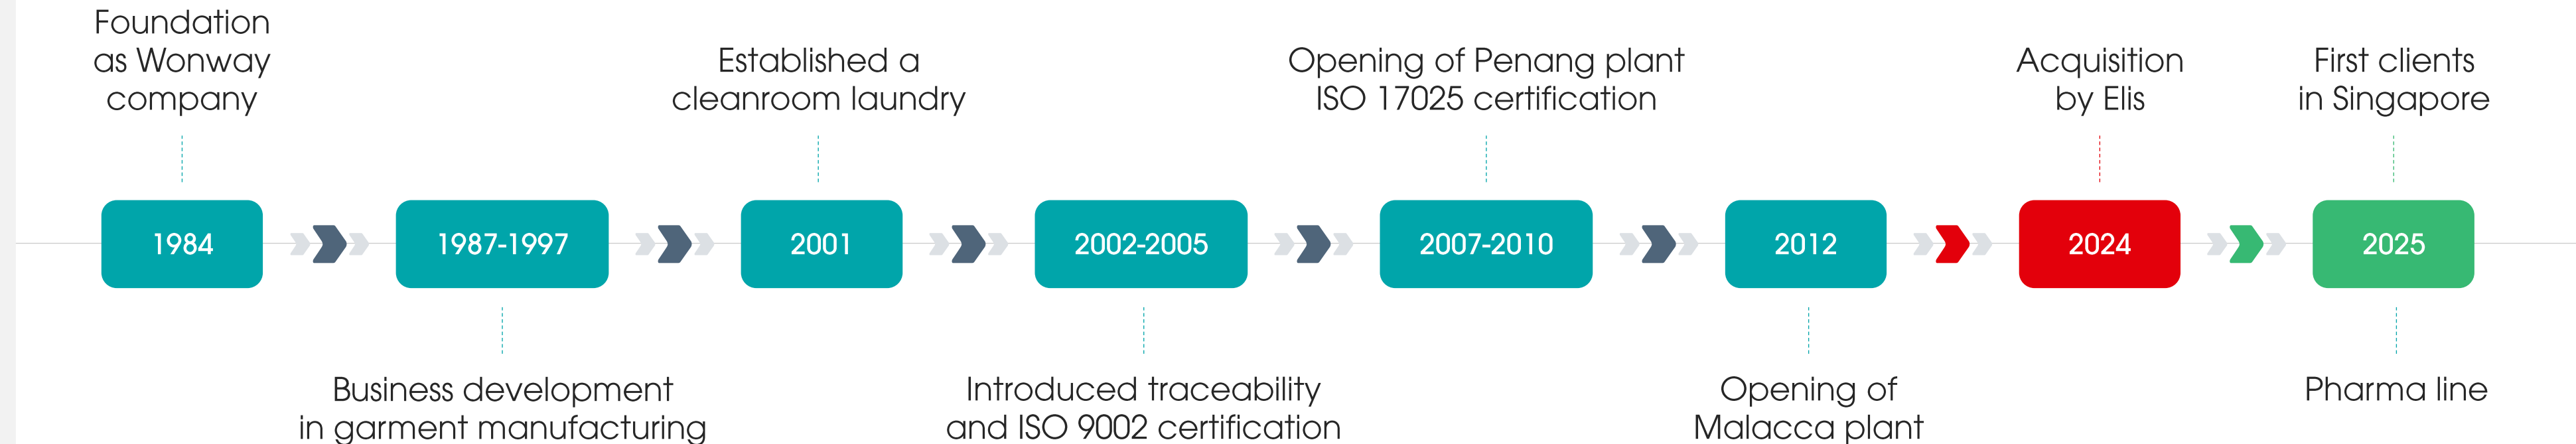 Foundation
as Wonway
company
1984
1987-1997
Business development
in garment manufacturing
Established a
cleanroom laundry
2001
2002-2005
Introduced traceability
and ISO 9002 certification
Opening of Penang plant
ISO 17025 certification
2007-2010
2012
Opening of
Malacca plant
Acquisition
by Elis
2024
First clients
in Singapore
2025
Pharma line